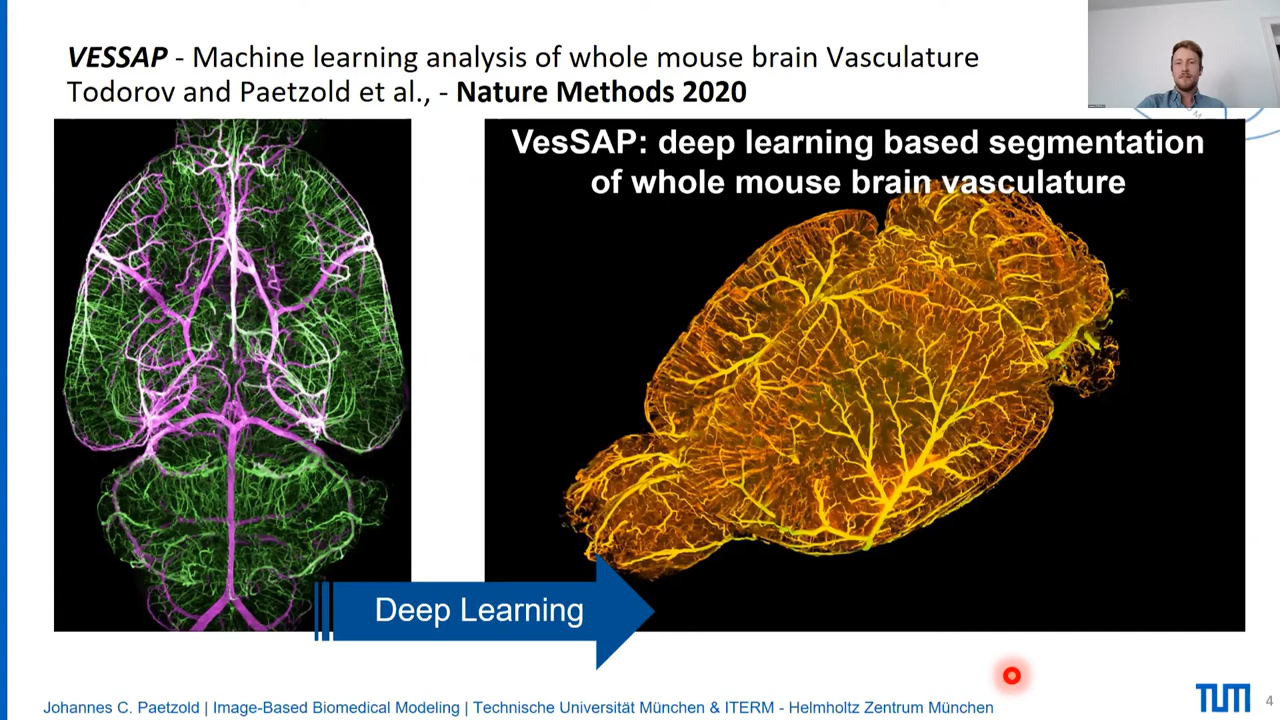 VESSAP - Machine learning analysis of whole mouse brain Vasculature
Todorov and Paetzold et al., - Nature Methods 2020
VesSAP: deep learning based segmentation
of whole mouse brain vasculature
Deep Learning
Johannes C. Paetzold | Image-Based Biomedical Modeling | Technische Universität München & ITERM - Helmholtz Zentrum München
TUM
4